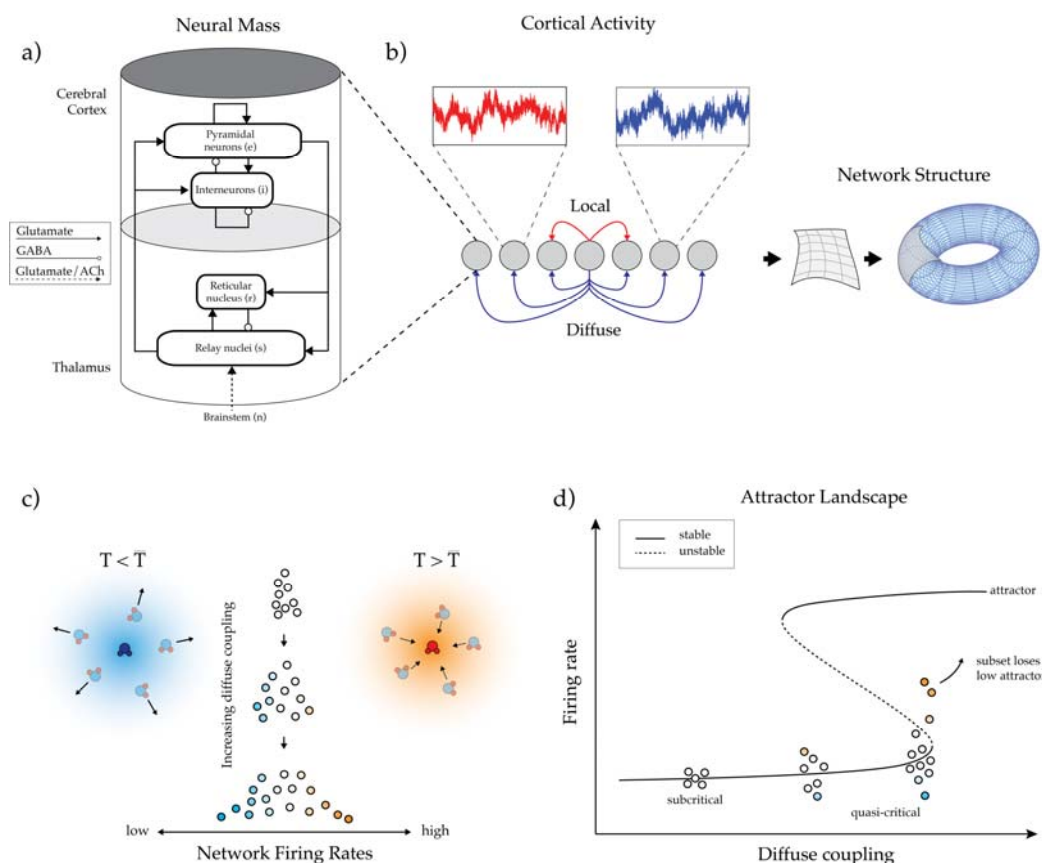 Neural Mass
a)
Cerebral
Cortex
Pyramidal
neurons (e)
Interneurons (i)
Glutamate
GABA
Glutamate/ACh
Reticular
nucleus (r)
Relay nuclei (s)
Thalamus
Brainstem (n)
Cortical Activity
b)
Local
Diffuse
Network Structure
c)
T < T̅
T > T̅
Increasing diffuse coupling
low
high
Network Firing Rates
d)
Attractor Landscape
stable
unstable
attractor
subset loses
low attractor
Firing rate
subcritical
quasi-critical
Diffuse coupling